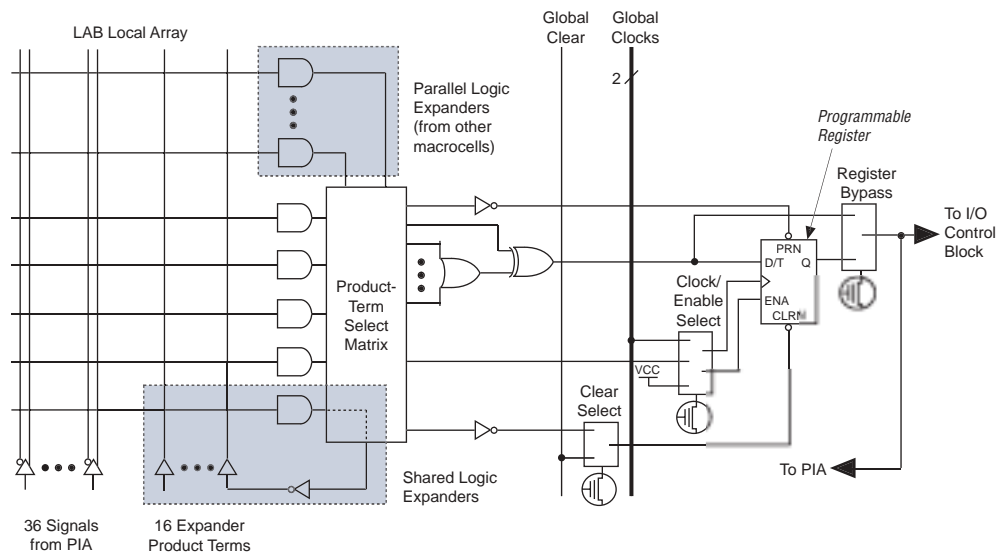 LAB Local Array
Global
Clear
Global
Clocks
2
Parallel Logic
Expanders
(from other
macrocells)
Programmable
Register
Register
Bypass
To I/O
Control
Block
PRN
D/T
Q
ENA
CLRN
Clock/
Enable
Select
Product-
Term
Select
Matrix
VCC
Clear
Select
To PIA
Shared Logic
Expanders
36 Signals
from PIA
16 Expander
Product Terms